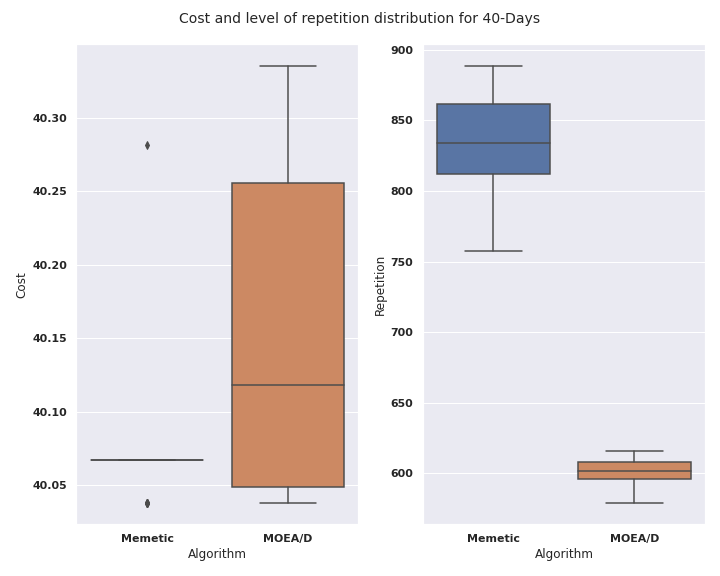 Cost and level of repetition distribution for 40-Days
Cost
40.30
40.25
40.20
40.15
40.10
40.05
Memetic
MOEA/D
Algorithm
Repetition
900
850
800
750
700
650
600
Memetic
MOEA/D
Algorithm